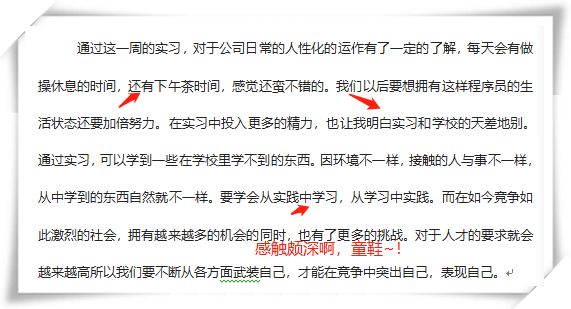 通过这一周的实习，对于公司日常的人性化的运作有了一定的了解，每天会有做
操休息的时间，还有下午茶时间，感觉还蛮不错的。我们以后要想拥有这样程序员的生
活状态还要加倍努力。在实习中投入更多的精力，也让我明白实习和学校的天差地别。
通过实习，可以学到一些在学校里学不到的东西。因环境不一样，接触的人与事不一样，
从中学到的东西自然就不一样。要学会从实践中学习，从学习中实践。而在如今竞争如
此激烈的社会，拥有越来越多的机会的同时，也有了更多的挑战。对于人才的要求就会
感触颇深啊，童鞋~！
越来越高所以我们要不断从各方面武装自己，才能在竞争中突出自己，表现自己。